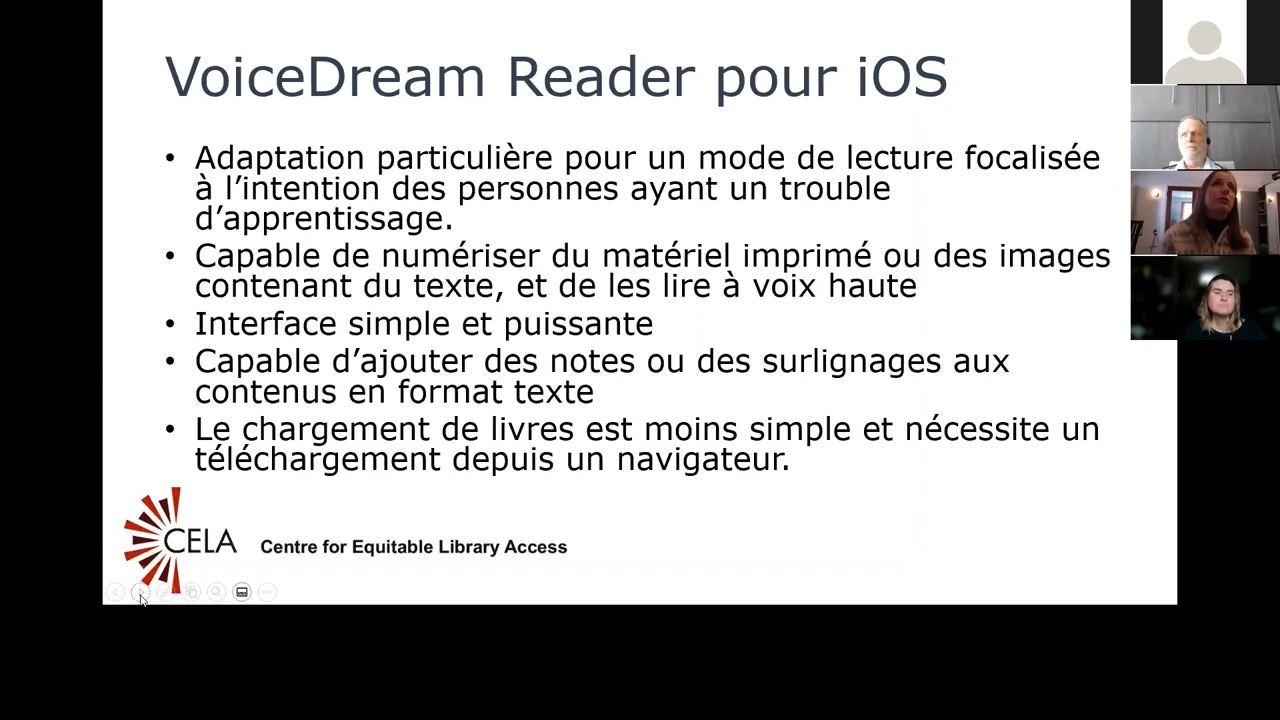 VoiceDream Reader pour iOS
• Adaptation particulière pour un mode de lecture focalisée
à l’intention des personnes ayant un trouble
d’apprentissage.
• Capable de numériser du matériel imprimé ou des images
contenant du texte, et de les lire à voix haute
• Interface simple et puissante
• Capable d’ajouter des notes ou des surlignages aux
contenus en format texte
• Le chargement de livres est moins simple et nécessite un
téléchargement depuis un navigateur.
CELA
Centre for Equitable Library Access